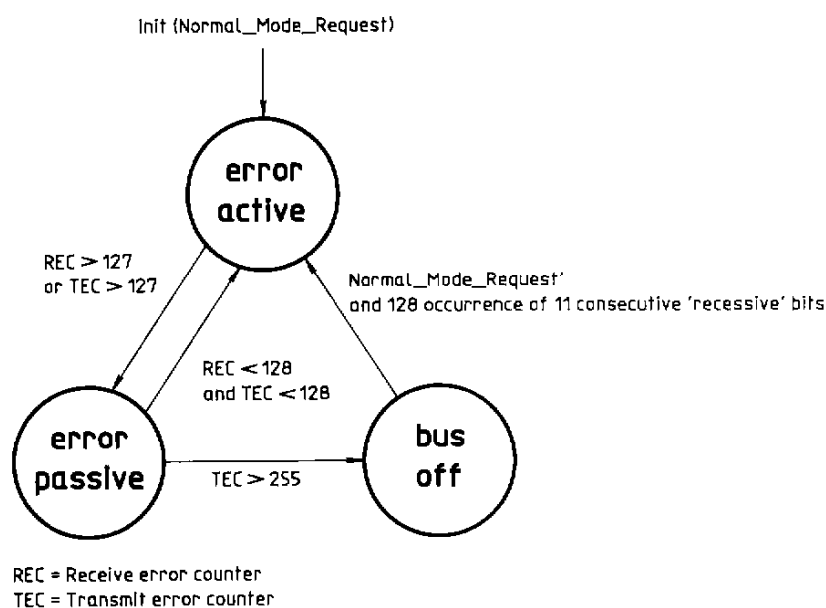 Init (Normal_Mode_Request)
error
active
REC > 127
or TEC > 127
Normal_Mode_Request'
and 128 occurrence of 11 consecutive 'recessive' bits
REC < 128
and TEC < 128
error
passive
bus
off
TEC > 255
REC = Receive error counter
TEC = Transmit error counter